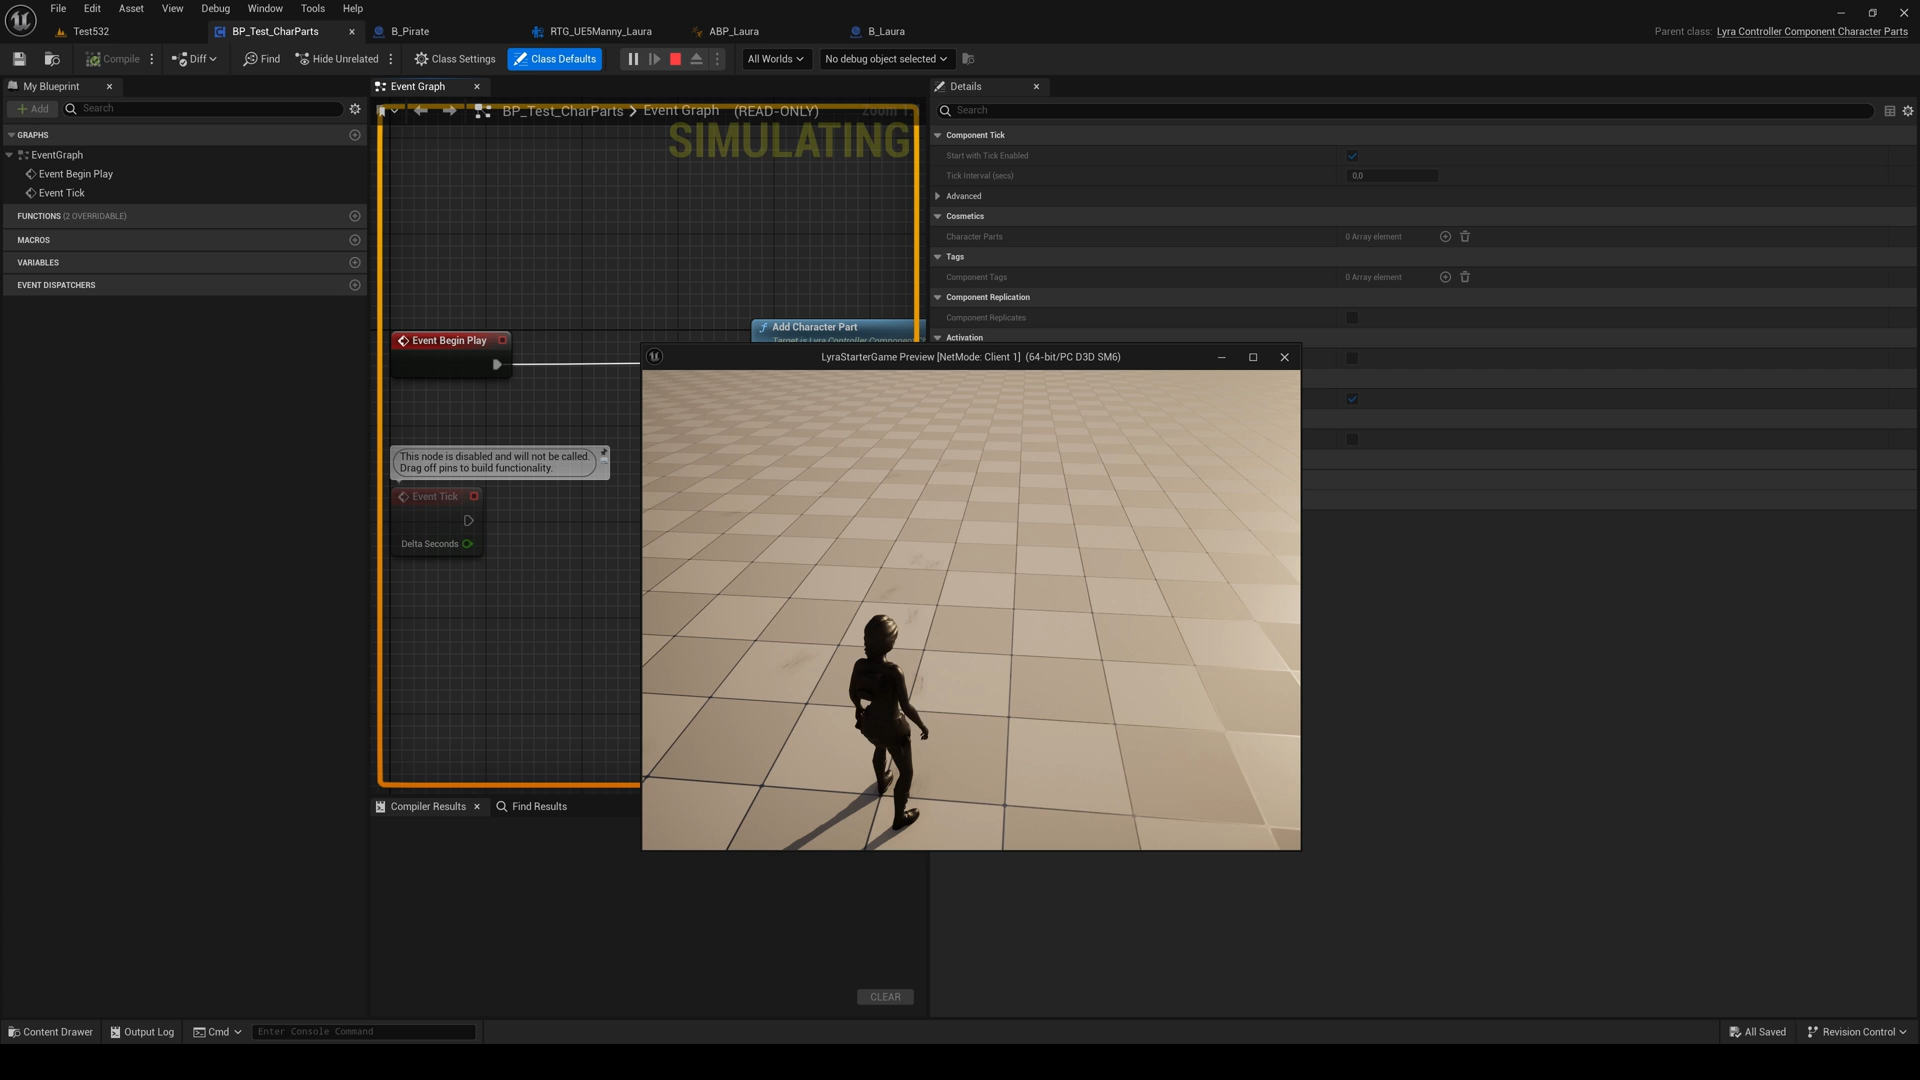 File Edit Asset View Debug Window Tools Help
Test532
BP_Test_CharParts
B_Pirate
RTG_UE5Manny_Laura
ABP_Laura
B_Laura
Parent class: Lyra Controller Component Character Parts
Compile
Diff
Find
Hide Unrelated
Class Settings
Class Defaults
All Worlds
No debug object selected
My Blueprint
Add
Search
GRAPHS
EventGraph
Event Begin Play
Event Tick
FUNCTIONS (2 OVERRIDABLE)
MACROS
VARIABLES
EVENT DISPATCHERS
Event Graph
BP_Test_CharParts > Event Graph (READ-ONLY)
SIMULATING
Add Character Part
Event Begin Play
This node is disabled and will not be called.
Drag off pins to build functionality.
Event Tick
Delta Seconds
LyraStarterGame Preview [NetMode: Client 1] (64-bit/PC D3D SM6)
Compiler Results
Find Results
CLEAR
Details
Search
Component Tick
Start with Tick Enabled
Tick Interval (secs)
0,0
Advanced
Cosmetics
Character Parts
0 Array element
Tags
Component Tags
0 Array element
Component Replication
Component Replicates
Activation
Content Drawer
Output Log
Cmd
Enter Console Command
All Saved
Revision Control